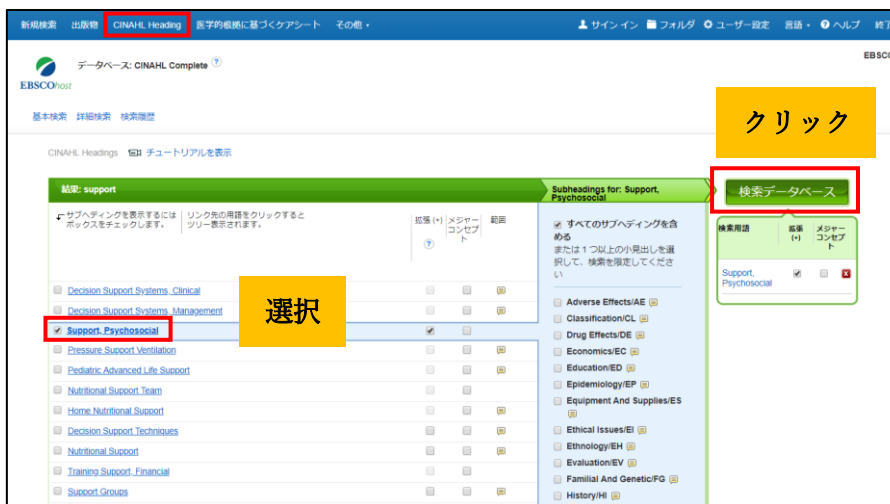 新規検索 出版物 CINAHL Heading 医学的根拠に基づくケアシート その他
サインイン フォルダ ユーザー設定 言語 ヘルプ 終了
データベース: CINAHL Complete
EBSCOhost
EBSCO
基本検索 詳細検索 検索履歴
クリック
CINAHL Headings チュートリアルを表示
結果: support
Subheadings for: Support,
Psychosocial
検索データベース
サブヘディングを表示するには
ボックスをチェックします。
リンク先の用語をクリックすると
ツリー表示されます。
拡張 (+)
メジャー
コンセプ
ト
範囲
すべてのサブヘディングを含
める
または 1 つ以上の小見出しを選
択して、検索を限定してくださ
い
検索用語
拡張
(+)
メジャー
コンセプ
ト
Support,
Psychosocial
選択
Decision Support Systems, Clinical
Decision Support Systems, Management
Support, Psychosocial
Pressure Support Ventilation
Pediatric Advanced Life Support
Nutritional Support Team
Home Nutritional Support
Decision Support Techniques
Nutritional Support
Training Support, Financial
Support Groups
Adverse Effects/AE
Classification/CL
Drug Effects/DE
Economics/EC
Education/ED
Epidemiology/EP
Equipment And Supplies/ES
Ethical Issues/EI
Ethnology/EH
Evaluation/EV
Familial And Genetic/FG
History/HI